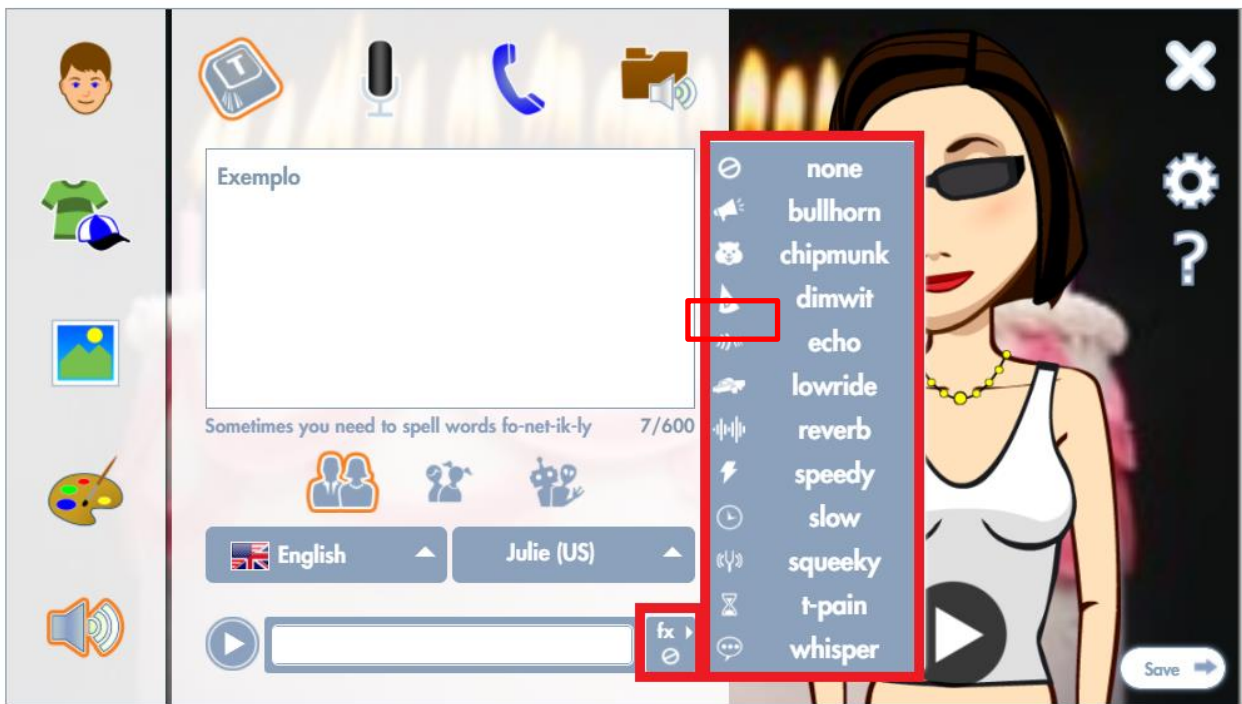 T
Exemplo
Sometimes you need to spell words fo-net-ik-ly 7/600
English
Julie (US)
fx
none
bullhorn
chipmunk
dimwit
echo
lowride
reverb
speedy
slow
squeeky
t-pain
whisper
?
Save